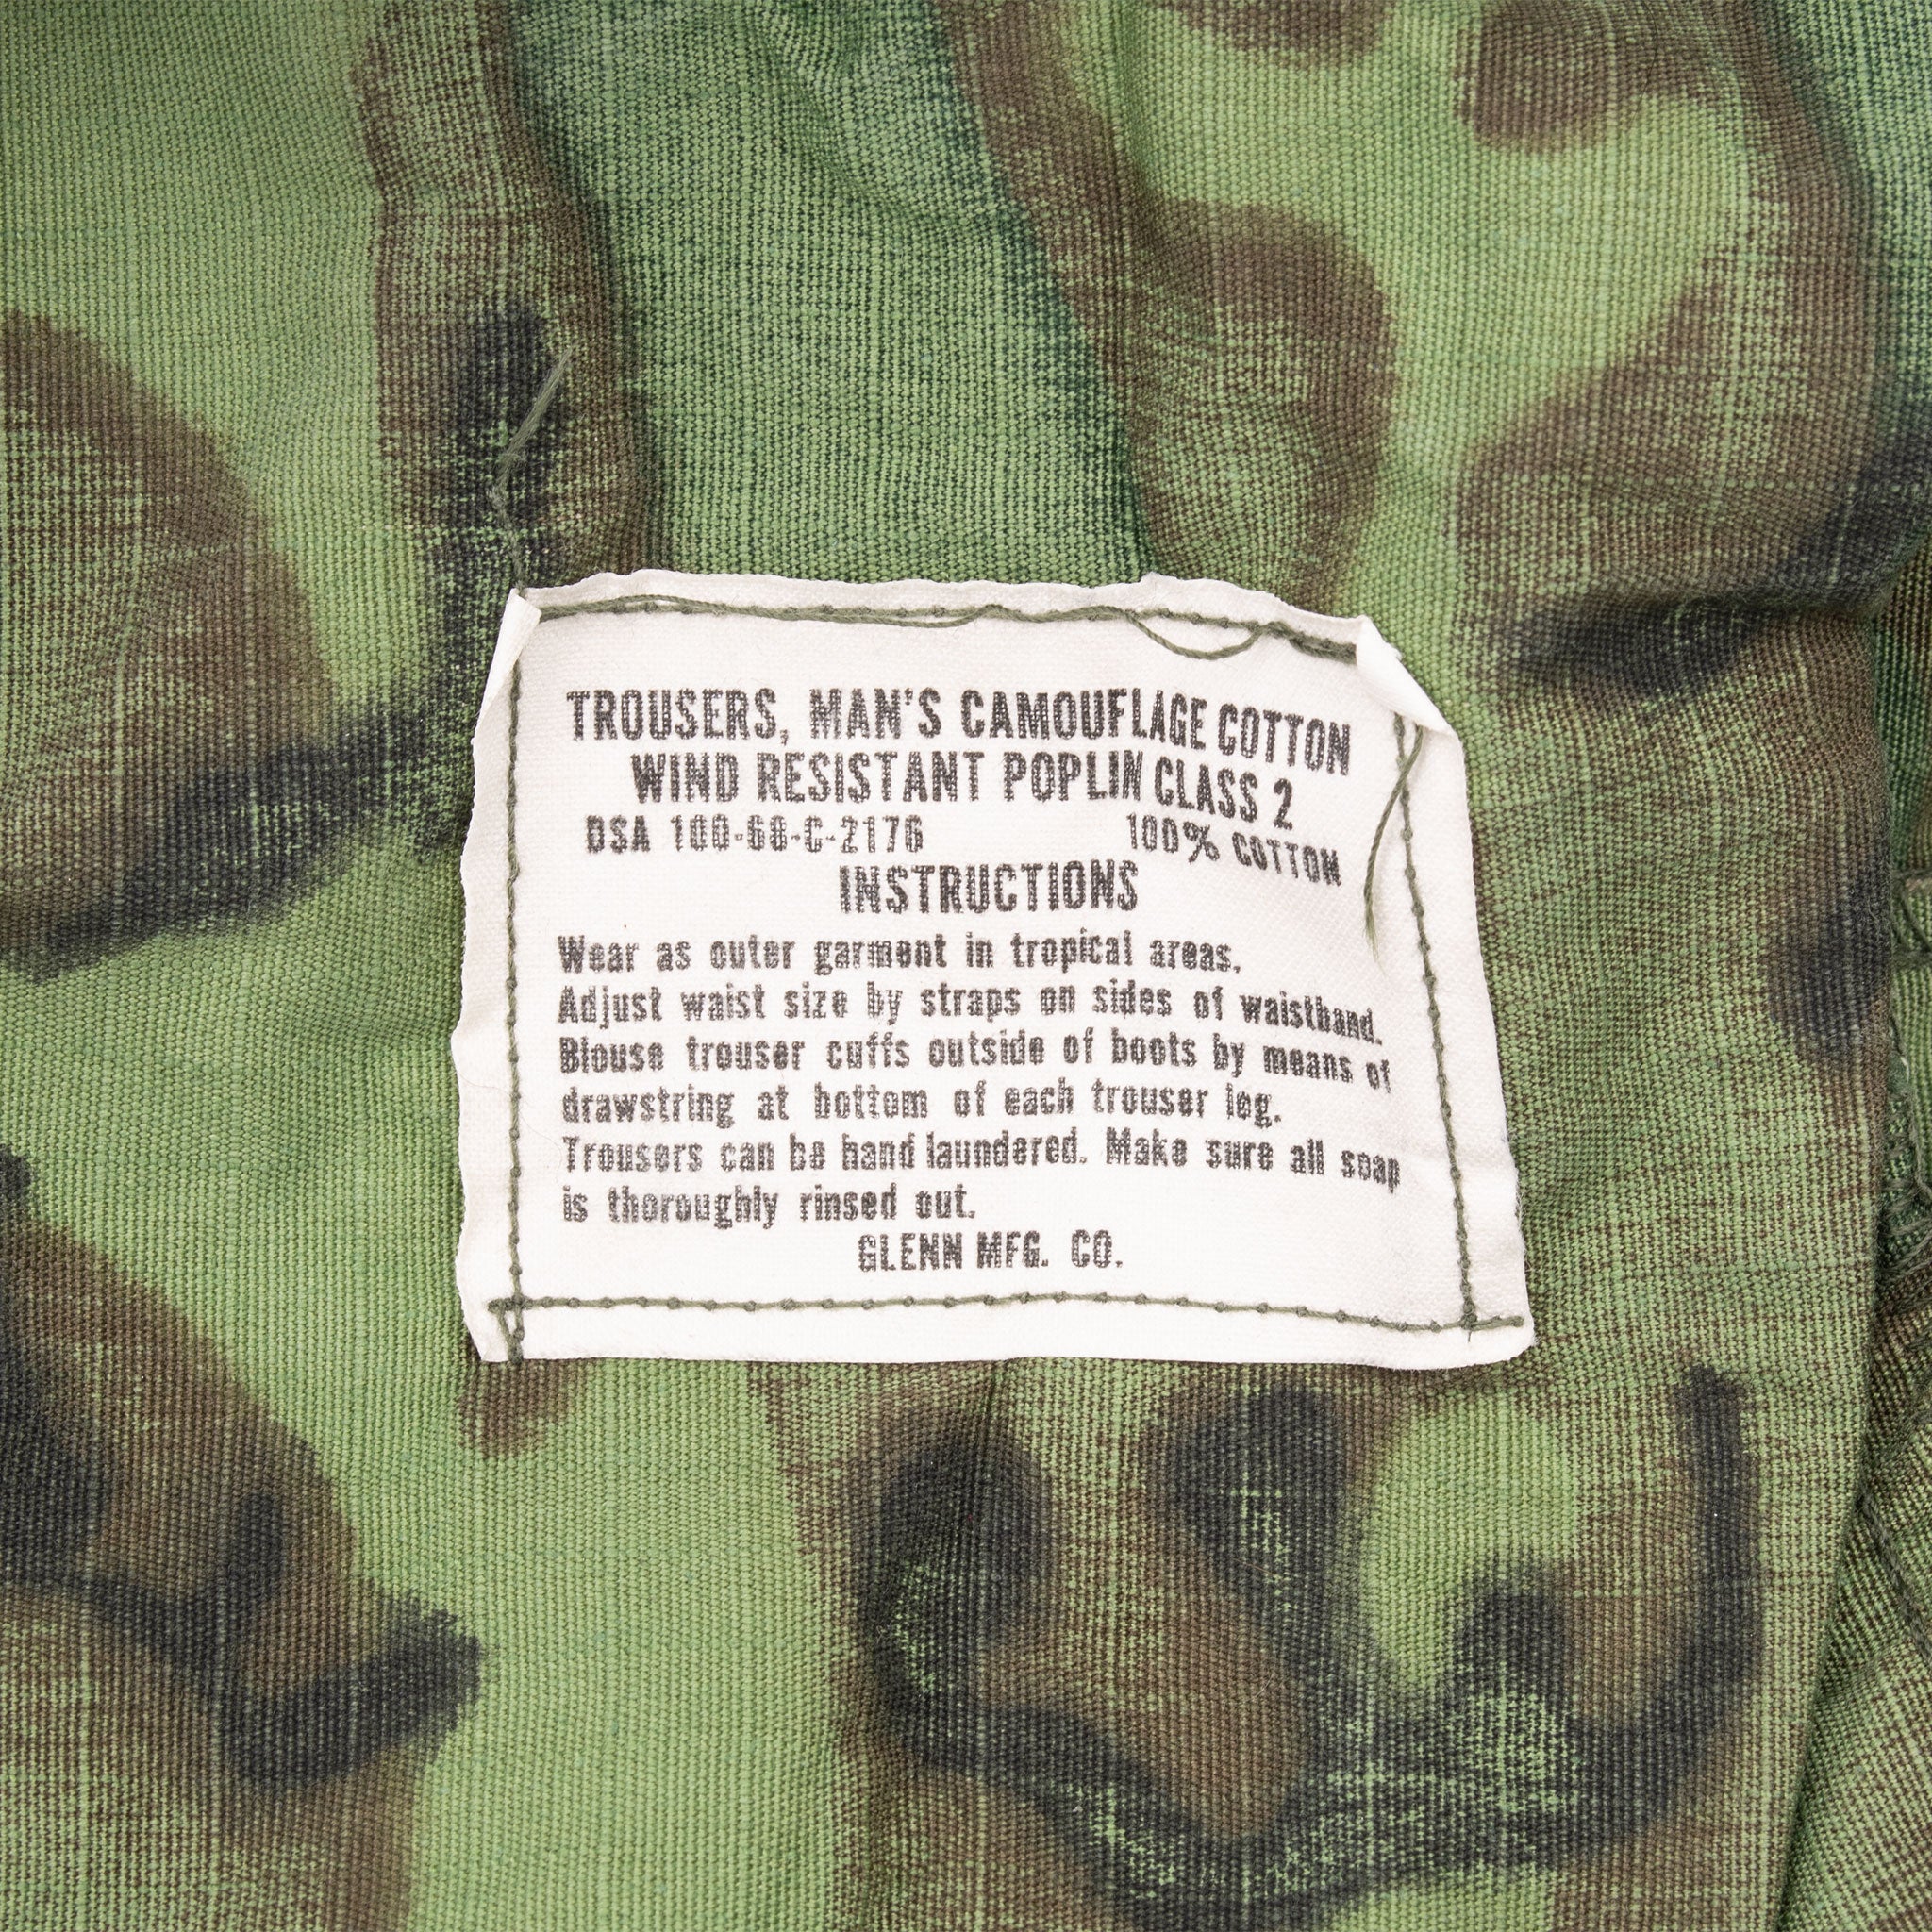 TROUSERS, MAN'S CAMOUFLAGE COTTON
WIND RESISTANT POPLIN CLASS 2
DSA 100-68-C-2176 100% COTTON
INSTRUCTIONS
Wear as outer garment in tropical areas.
Adjust waist size by straps on sides of waistband.
Blouse trouser cuffs outside of boots by means of
drawstring at bottom of each trouser leg.
Trousers can be hand laundered. Make sure all soap
is thoroughly rinsed out.
GLENN MFG. CO.